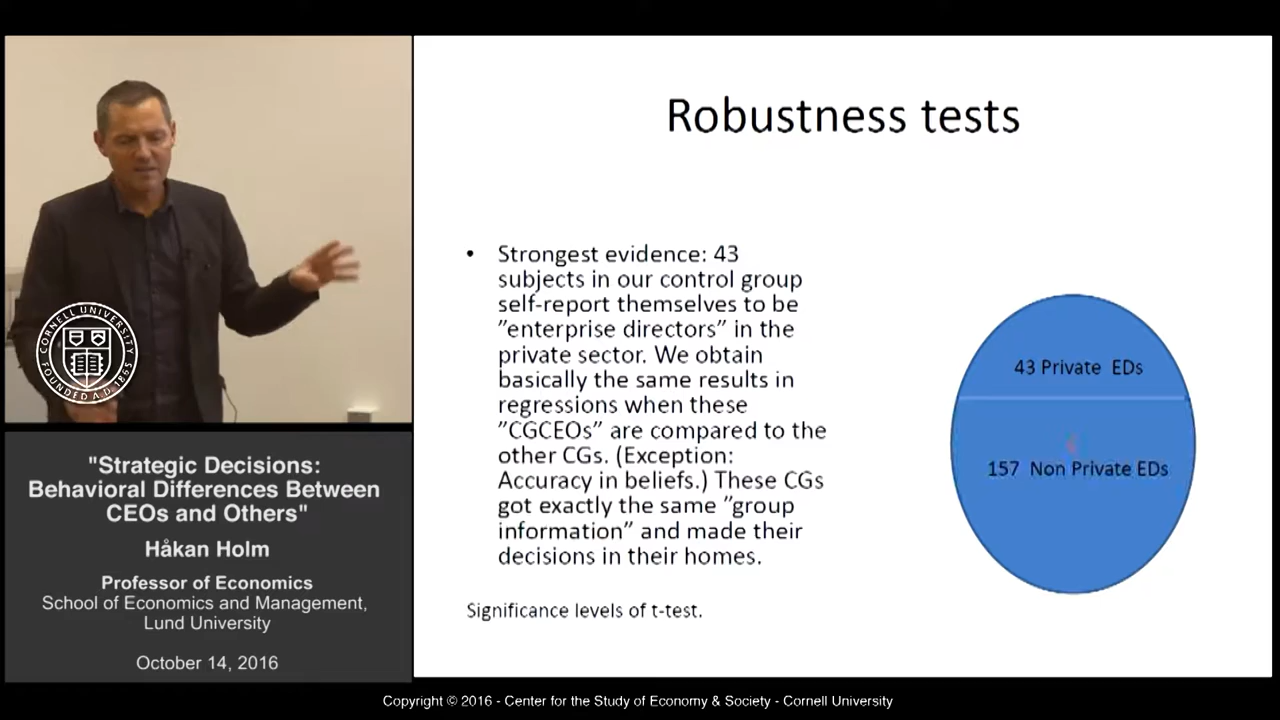 Robustness tests
• Strongest evidence: 43
subjects in our control group
self-report themselves to be
”enterprise directors” in the
private sector. We obtain
basically the same results in
regressions when these
”CGCEOs” are compared to the
other CGs. (Exception:
Accuracy in beliefs.) These CGs
got exactly the same ”group
information” and made their
decisions in their homes.
Significance levels of t-test.
43 Private EDs
157 Non Private EDs
CORNELL UNIVERSITY
FOUNDED A.D. 1865
"Strategic Decisions:
Behavioral Differences Between
CEOs and Others"
Håkan Holm
Professor of Economics
School of Economics and Management,
Lund University
October 14, 2016
Copyright © 2016 - Center for the Study of Economy & Society - Cornell University